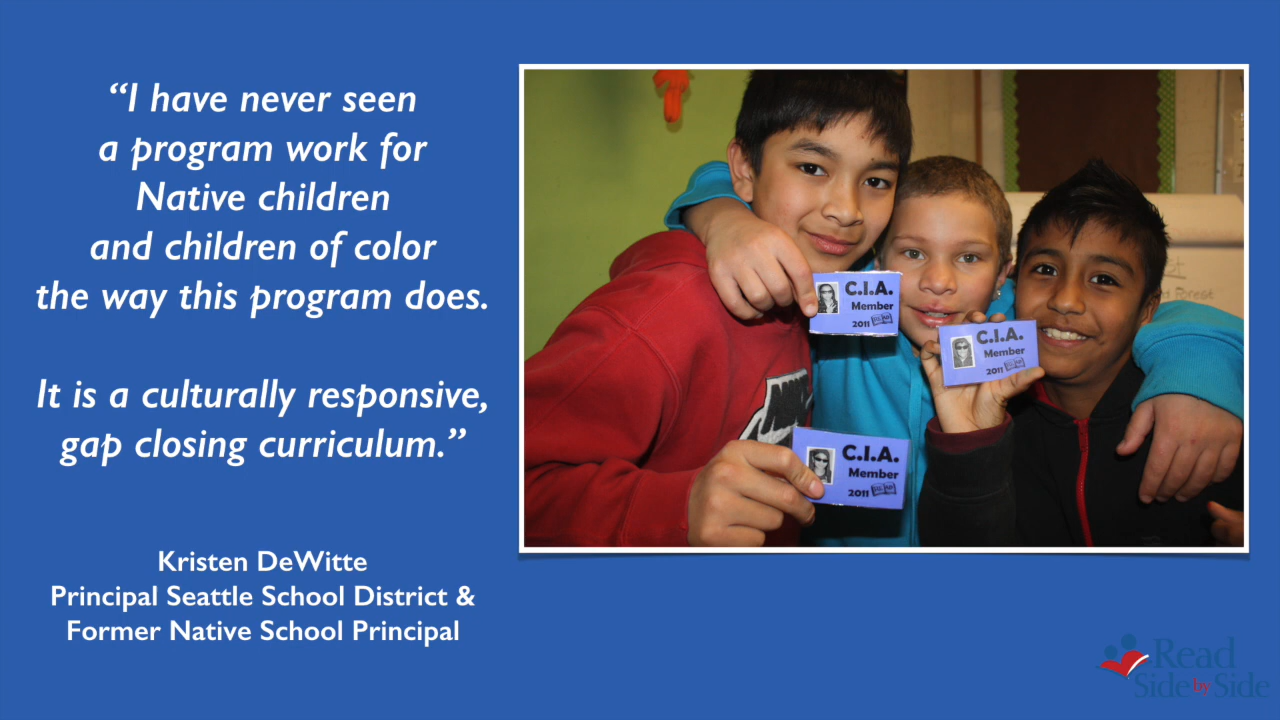 “I have never seen
a program work for
Native children
and children of color
the way this program does.
It is a culturally responsive,
gap closing curriculum.”
Kristen DeWitte
Principal Seattle School District &
Former Native School Principal
C.I.A.
Member
2011
C.I.A.
Member
2011
C.I.A.
Member
2011
Forest
Read
Side by Side